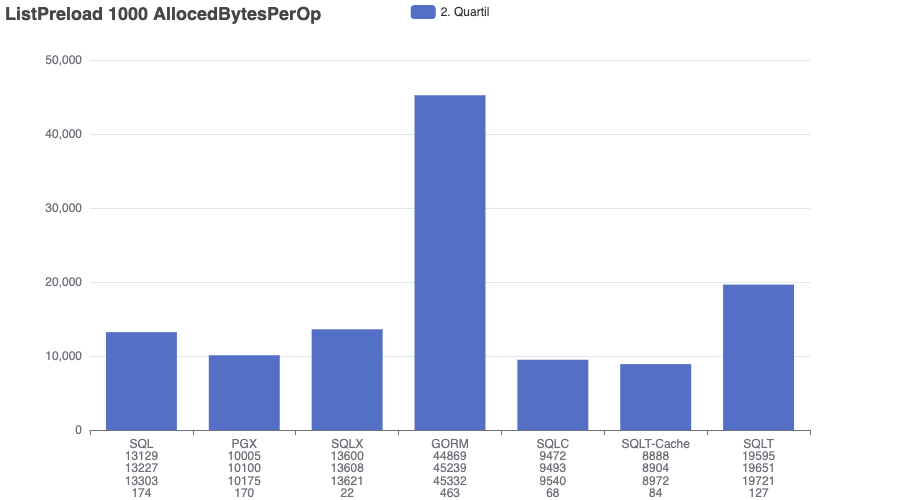 ListPreload 1000 AllocedBytesPerOp
2. Quartil
50,000
40,000
30,000
20,000
10,000
0
SQL PGX SQLX GORM SQLC SQLT-Cache SQLT
13129 10005 13600 44869 9472 8888 19595
13227 10100 13608 45239 9493 8904 19651
13303 10175 13621 45332 9540 8972 19721
174 170 22 463 68 84 127